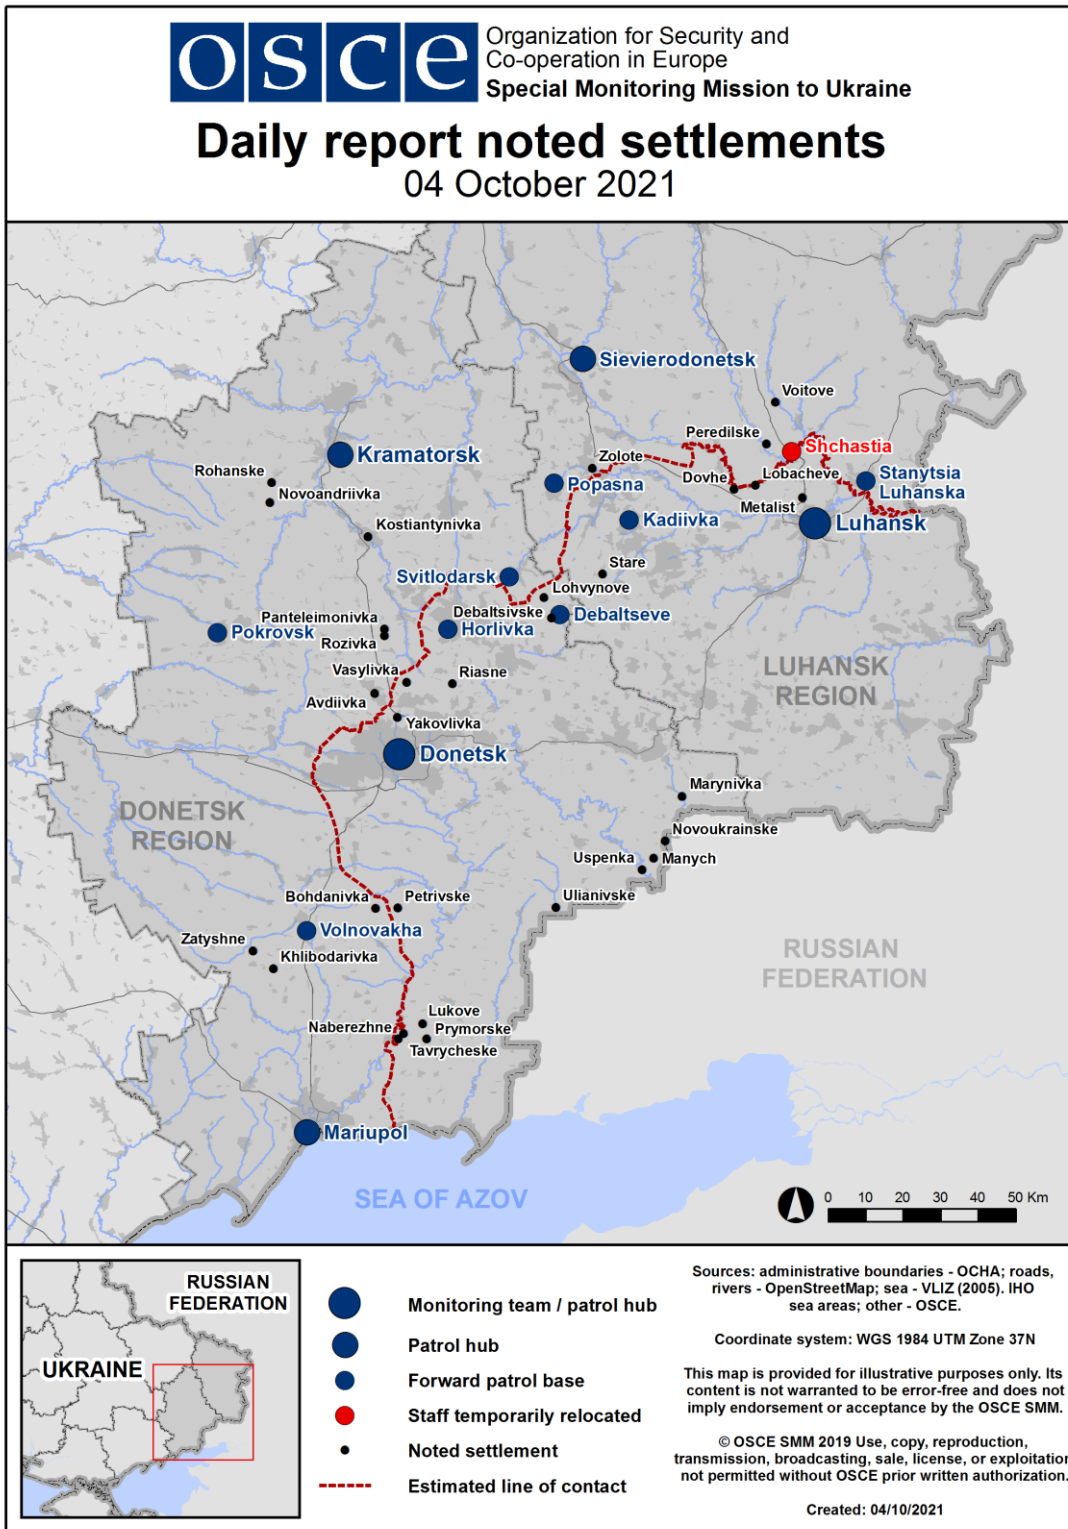 osce
Organization for Security and
Co-operation in Europe
Special Monitoring Mission to Ukraine
Daily report noted settlements
04 October 2021
Sievierodonetsk
Voitove
Peredilske
Shchastia
Kramatorsk
Zolote
Lobacheve
Rohanske
Popasna
Dovhe
Stanytsia
Luhanska
Novoandriivka
Metalist
Kadiivka
Luhansk
Kostiantynivka
Stare
Svitlodarsk
Lohvynove
Debaltsivske
Debaltseve
Panteleimonivka
Pokrovsk
Horlivka
Rozivka
LUHANSK
REGION
Vasylivka
Riasne
Avdiivka
Yakovlivka
Donetsk
Marynivka
DONETSK
REGION
Novoukrainske
Uspenka
Manych
Bohdanivka
Petrivske
Ulianivske
Volnovakha
Zatyshne
Khlibodarivka
RUSSIAN
FEDERATION
Lukove
Naberezhne
Prymorske
Tavrycheske
Mariupol
SEA OF AZOV
0 10 20 30 40 50 Km
RUSSIAN
FEDERATION
UKRAINE
Monitoring team / patrol hub
Patrol hub
Forward patrol base
Staff temporarily relocated
Noted settlement
Estimated line of contact
Sources: administrative boundaries - OCHA; roads,
rivers - OpenStreetMap; sea - VLIZ (2005). IHO
sea areas; other - OSCE.
Coordinate system: WGS 1984 UTM Zone 37N
This map is provided for illustrative purposes only. Its
content is not warranted to be error-free and does not
imply endorsement or acceptance by the OSCE SMM.
© OSCE SMM 2019 Use, copy, reproduction,
transmission, broadcasting, sale, license, or exploitation
not permitted without OSCE prior written authorization.
Created: 04/10/2021